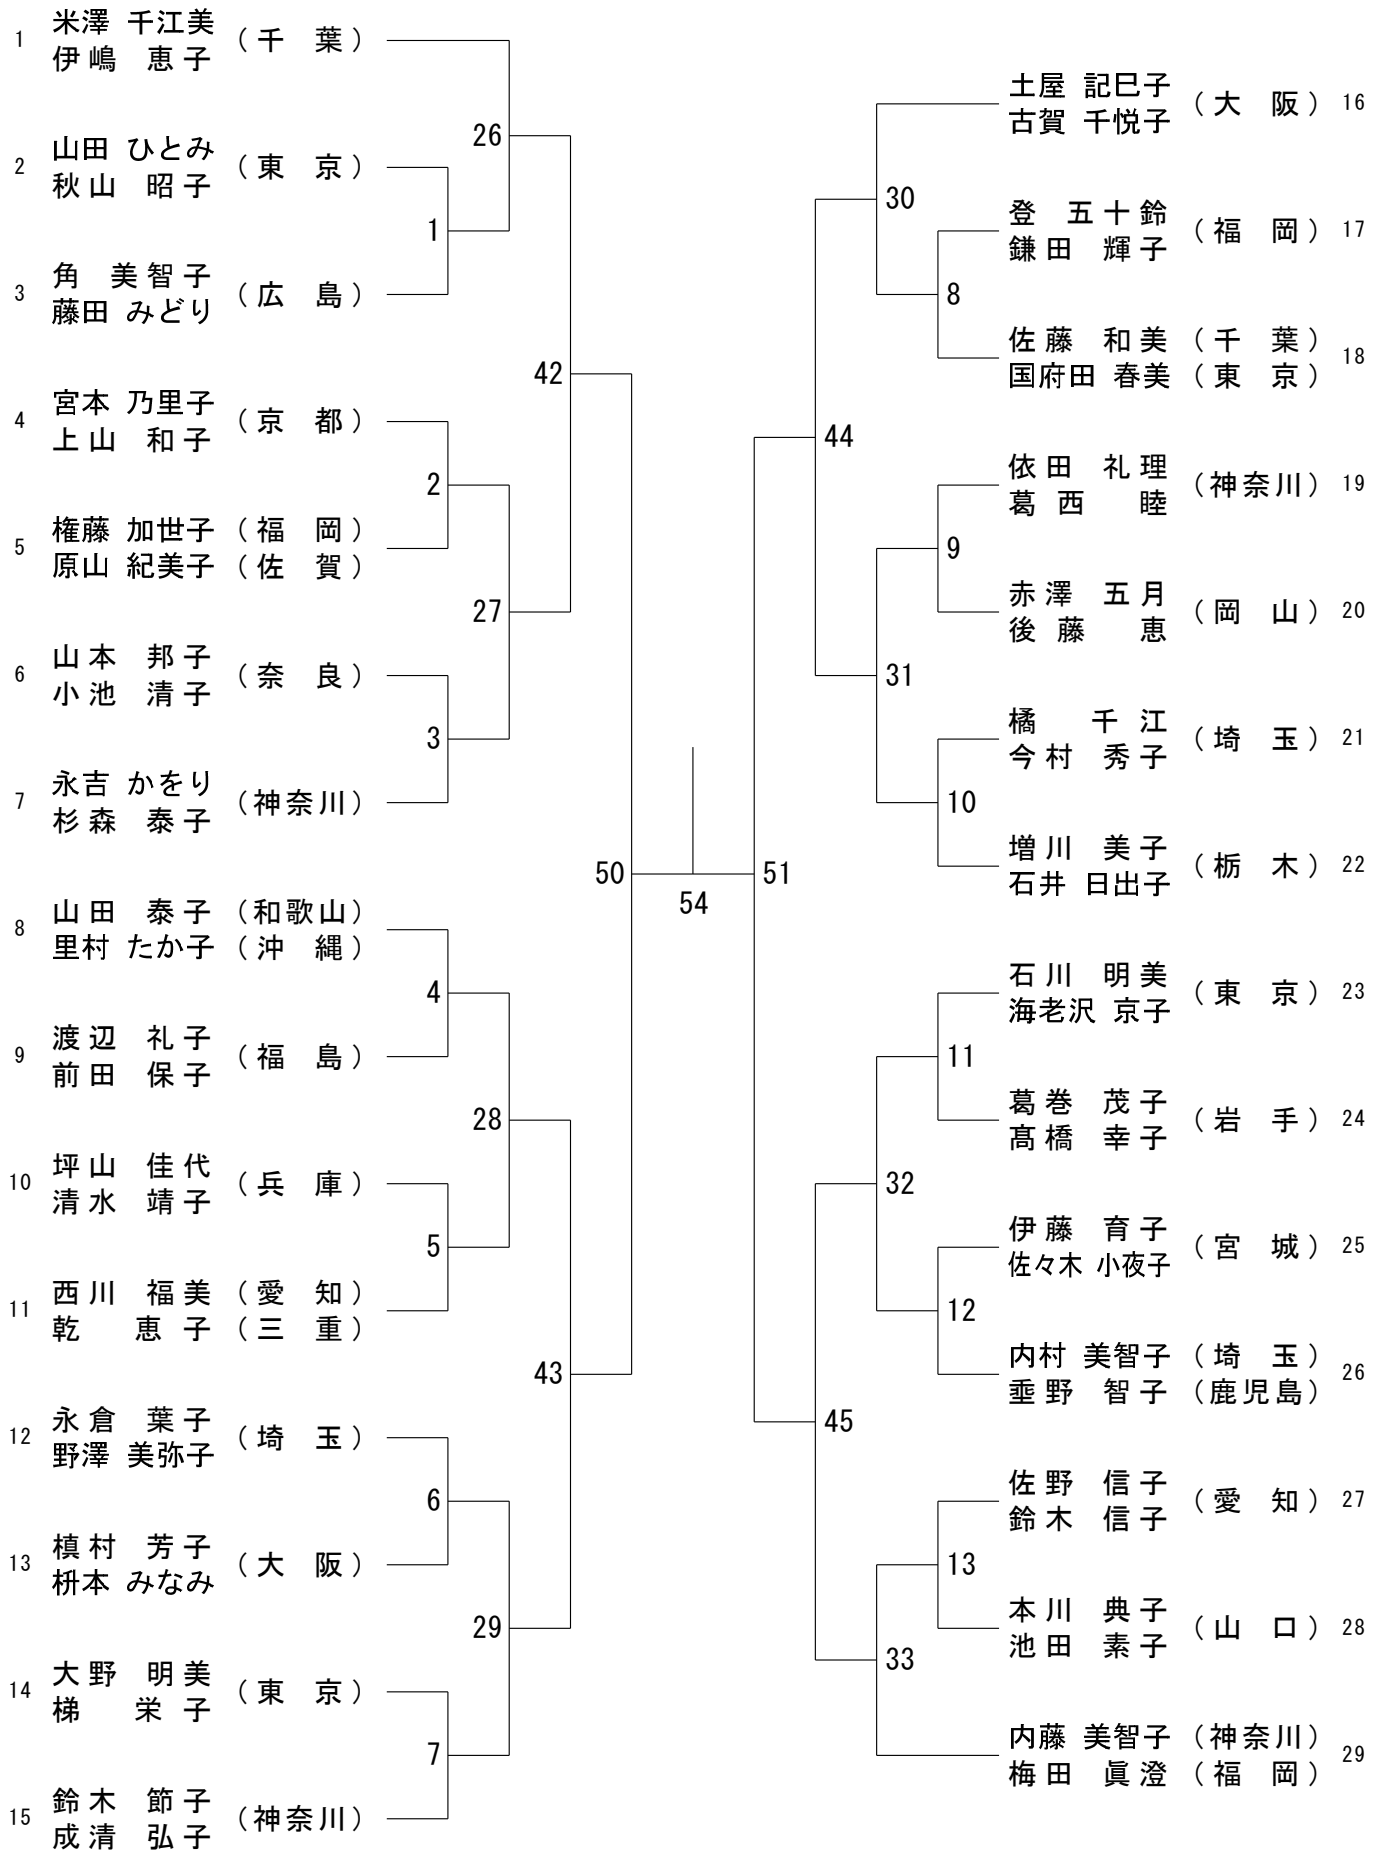 1 米澤 千江美 (千 葉)
伊嶋 恵子
26
2 山田 ひとみ (東 京)
秋山 昭子
1
3 角 美智子 (広 島)
藤田 みどり
42
4 宮本 乃里子 (京 都)
上山 和子
2
5 権藤 加世子 (福 岡)
原山 紀美子 (佐 賀)
27
6 山本 邦子 (奈 良)
小池 清子
3
7 永吉 かをり (神奈川)
杉森 泰子
50
8 山田 泰子 (和歌山)
里村 たか子 (沖 縄)
4
9 渡辺 礼子 (福 島)
前田 保子
28
10 坪山 佳代 (兵 庫)
清水 靖子
5
11 西川 福美 (愛 知)
乾 恵子 (三 重)
43
12 永倉 葉子 (埼 玉)
野澤 美弥子
6
13 槙村 芳子 (大 阪)
枡本 みなみ
29
14 大野 明美 (東 京)
梯 栄子
7
15 鈴木 節子 (神奈川)
成清 弘子
54
土屋 記巳子 (大 阪) 16
古賀 千悦子
30
登 五十鈴 (福 岡) 17
鎌田 輝子
8
佐藤 和美 (千 葉) 18
国府田 春美 (東 京)
44
依田 礼理 (神奈川) 19
葛西 睦
9
赤澤 五月 (岡 山) 20
後藤 恵
31
橘 千江 (埼 玉) 21
今村 秀子
10
増川 美子 (栃 木) 22
石井 日出子
51
石川 明美 (東 京) 23
海老沢 京子
11
葛巻 茂子 (岩 手) 24
髙橋 幸子
32
伊藤 育子 (宮 城) 25
佐々木 小夜子
12
内村 美智子 (埼 玉) 26
埀野 智子 (鹿児島)
45
佐野 信子 (愛 知) 27
鈴木 信子
13
本川 典子 (山 口) 28
池田 素子
33
内藤 美智子 (神奈川) 29
梅田 眞澄 (福 岡)